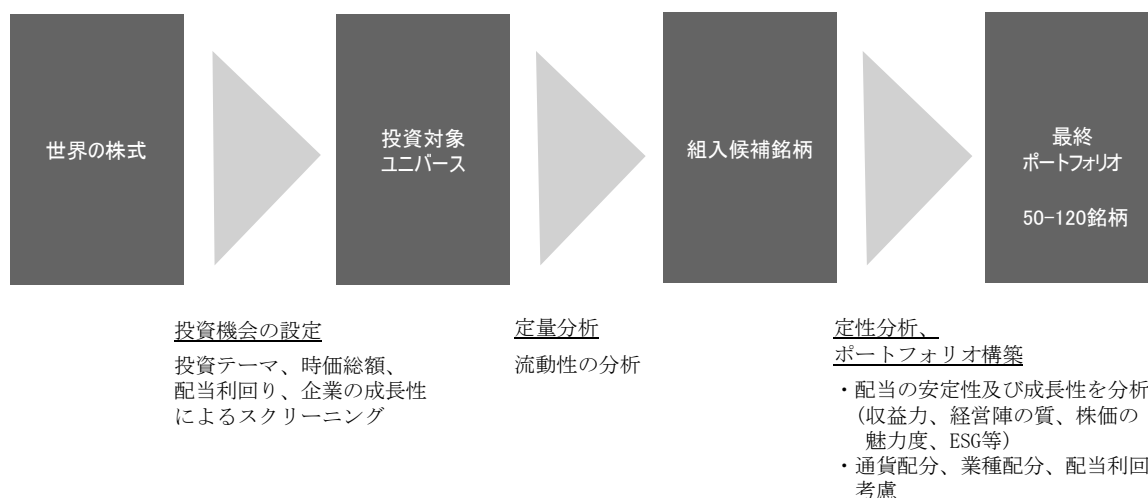 世界の株式
投資対象
ユニバース
組入候補銘柄
最終
ポートフォリオ
50-120銘柄
投資機会の設定
投資テーマ、時価総額、
配当利回り、企業の成長性
によるスクリーニング
定量分析
流動性の分析
定性分析、
ポートフォリオ構築
・配当の安定性及び成長性を分析
(収益力、経営陣の質、株価の
魅力度、ESG等)
・通貨配分、業種配分、配当利回
考慮